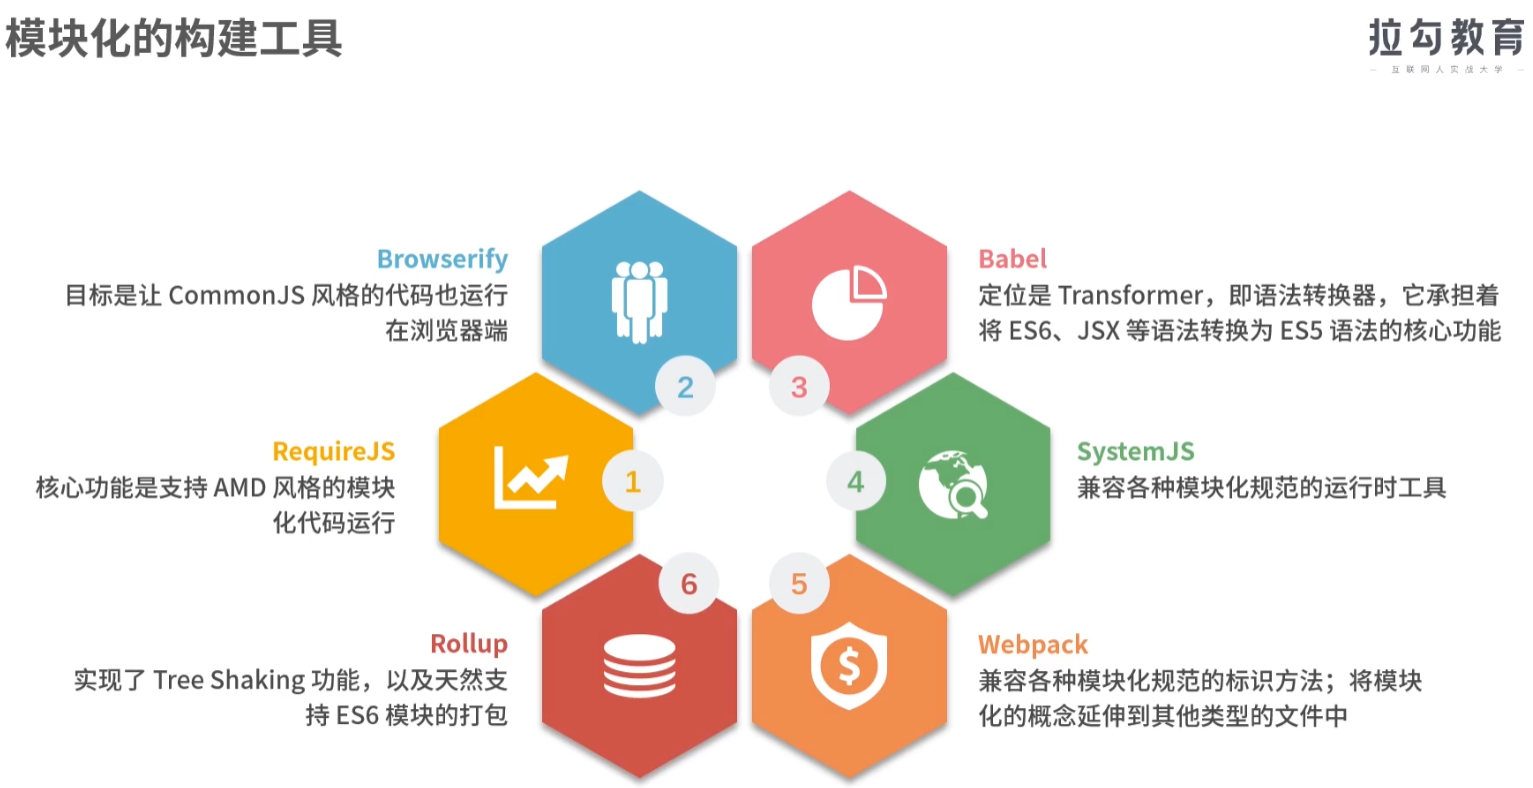 模块化的构建工具
拉勾教育
互联网人实战大学
Browserify
目标是让 CommonJS 风格的代码也运行
在浏览器端
2
Babel
定位是 Transformer，即语法转换器，它承担着
将 ES6、JSX 等语法转换为 ES5 语法的核心功能
3
RequireJS
核心功能是支持 AMD 风格的模块
化代码运行
1
SystemJS
兼容各种模块化规范的运行时工具
4
Rollup
实现了 Tree Shaking 功能，以及天然支
持 ES6 模块的打包
6
Webpack
兼容各种模块化规范的标识方法；将模块
化的概念延伸到其他类型的文件中
5
$